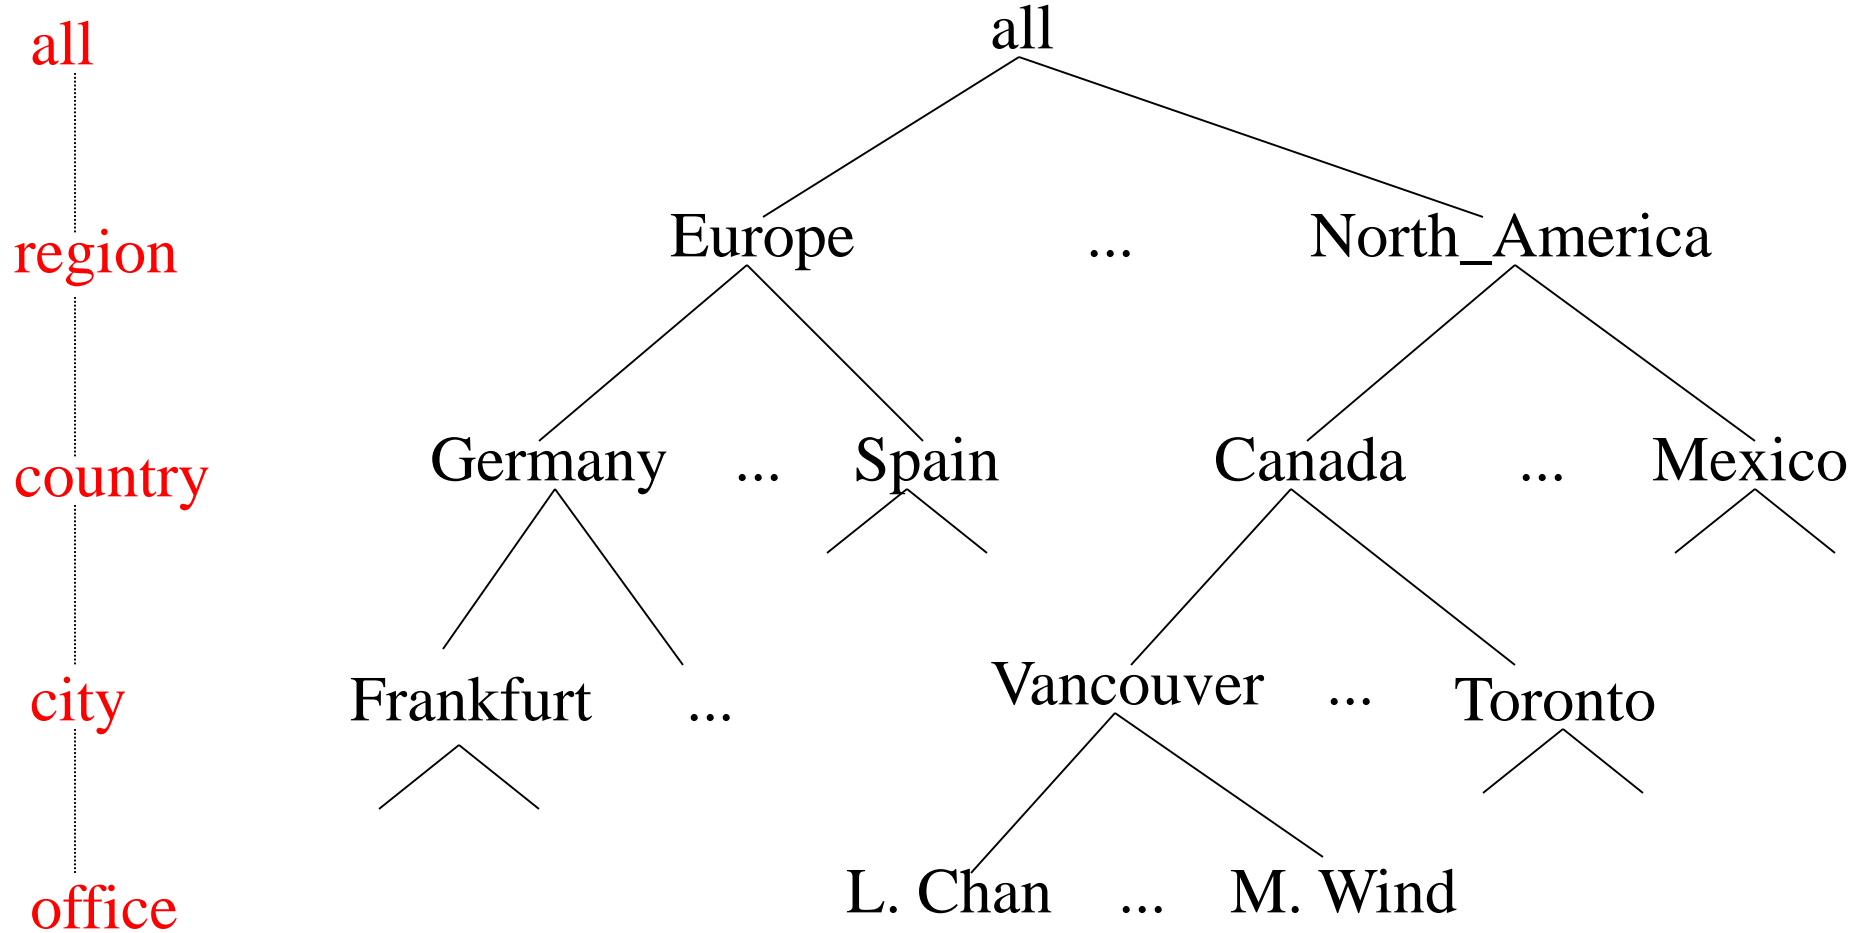 all
all
region
Europe ... North_America
country
Germany ... Spain
Canada ... Mexico
city
Frankfurt ...
Vancouver ... Toronto
office
L. Chan ... M. Wind